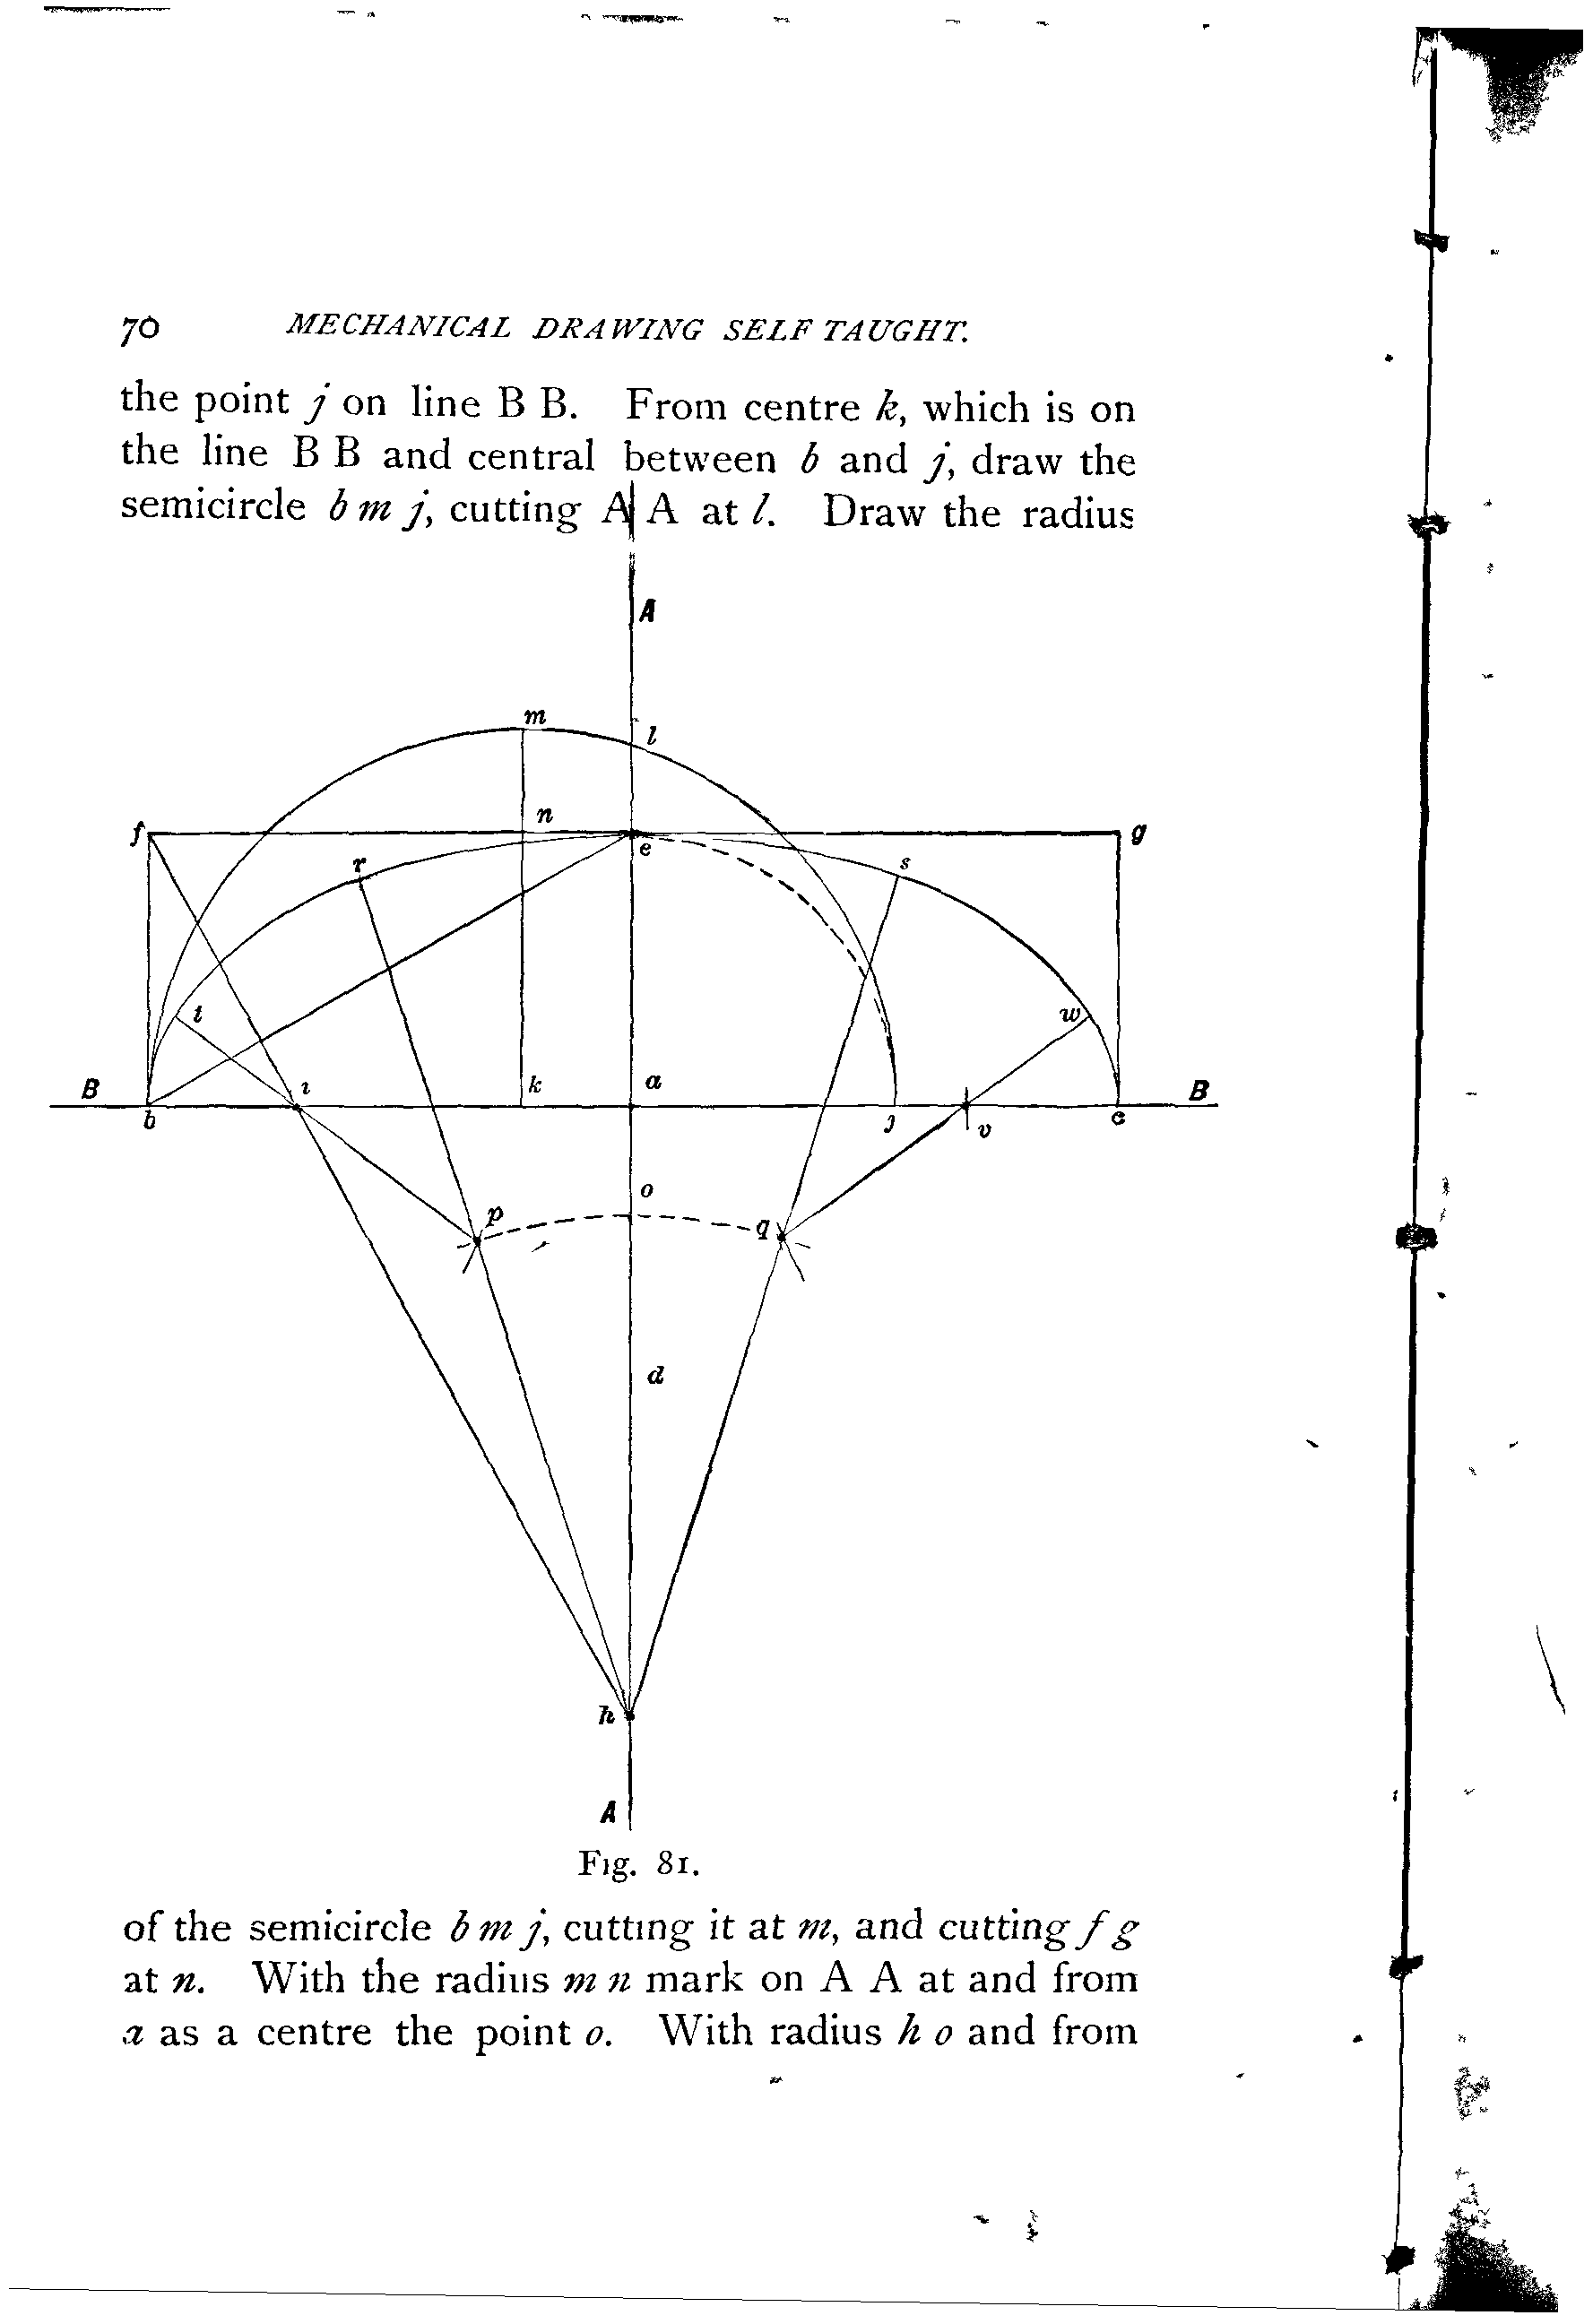 70 MECHANICAL DRAWING SELF TAUGHT.
the point j on line B B. From centre k, which is on
the line B B and central between b and j, draw the
semicircle b m j, cutting A A at l. Draw the radius
A
m
l
n
f
g
e
r
s
t
w
B
i
k
a
B
b
j
v
c
o
p
q
d
h
A
Fig. 81.
of the semicircle b m j, cutting it at m, and cutting f g
at n. With the radius m n mark on A A at and from
a as a centre the point o. With radius h o and from